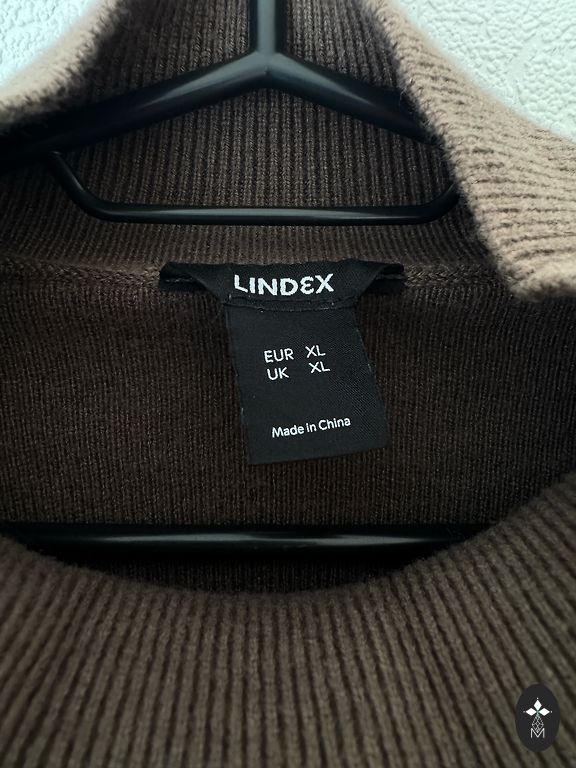 LINDEX
EUR XL
UK XL
Made in China
M